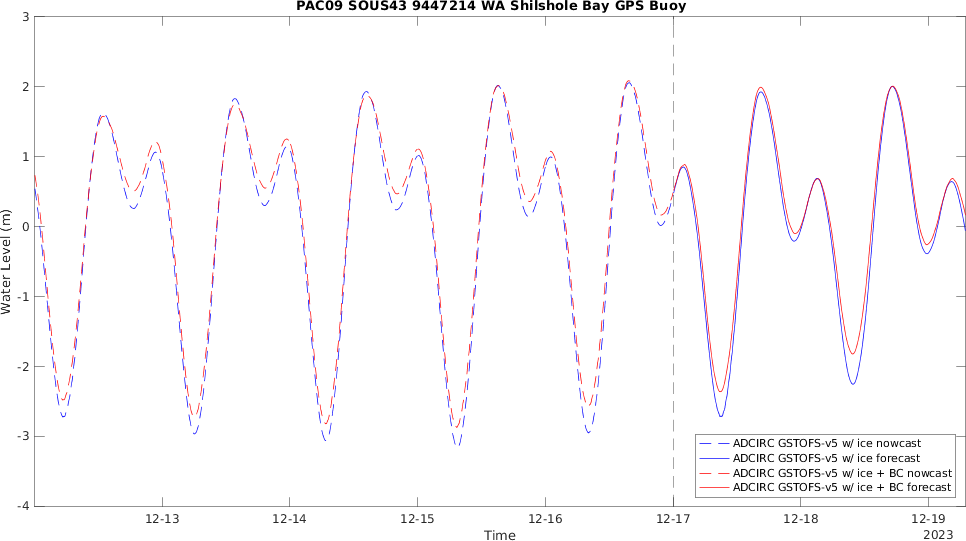 PAC09 SOUS43 9447214 WA Shilshole Bay GPS Buoy
3
2
1
0
-1
-2
-3
-4
Water Level (m)
12-13 12-14 12-15 12-16 12-17 12-18 12-19
Time
2023
ADCIRC GSTOFS-v5 w/ ice nowcast
ADCIRC GSTOFS-v5 w/ ice forecast
ADCIRC GSTOFS-v5 w/ ice + BC nowcast
ADCIRC GSTOFS-v5 w/ ice + BC forecast